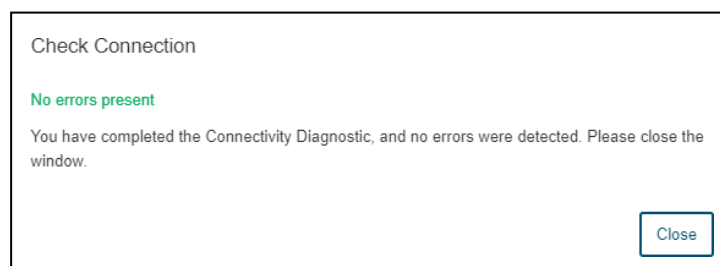 Check Connection
No errors present
You have completed the Connectivity Diagnostic, and no errors were detected. Please close the
window.
Close